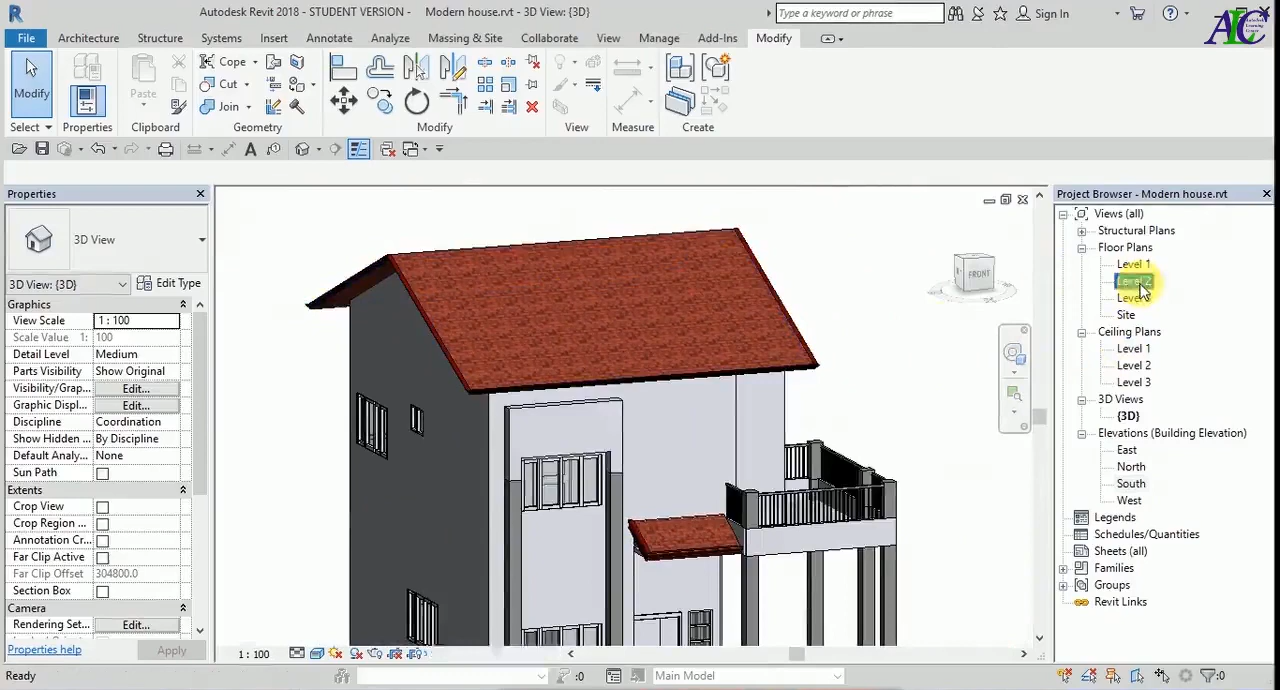 Autodesk Revit 2018 - STUDENT VERSION - Modern house.rvt - 3D View: {3D}
Type a keyword or phrase
Sign In
ALC
File Architecture Structure Systems Insert Annotate Analyze Massing & Site Collaborate View Manage Add-Ins Modify
Modify
Paste
Cope
Cut
Join
Select Properties Clipboard Geometry Modify View Measure Create
Properties
3D View
3D View: {3D} Edit Type
Graphics
View Scale 1 : 100
Scale Value 1: 100
Detail Level Medium
Parts Visibility Show Original
Visibility/Grap... Edit...
Graphic Displ... Edit...
Discipline Coordination
Show Hidden ... By Discipline
Default Analy... None
Sun Path
Extents
Crop View
Crop Region ...
Annotation Cr...
Far Clip Active
Far Clip Offset 304800.0
Section Box
Camera
Rendering Set... Edit...
Properties help Apply
FRONT
1 : 100
Project Browser - Modern house.rvt
Views (all)
Structural Plans
Floor Plans
Level 1
Level 2
Level
Site
Ceiling Plans
Level 1
Level 2
Level 3
3D Views
{3D}
Elevations (Building Elevation)
East
North
South
West
Legends
Schedules/Quantities
Sheets (all)
Families
Groups
Revit Links
Ready
:0
Main Model
:0